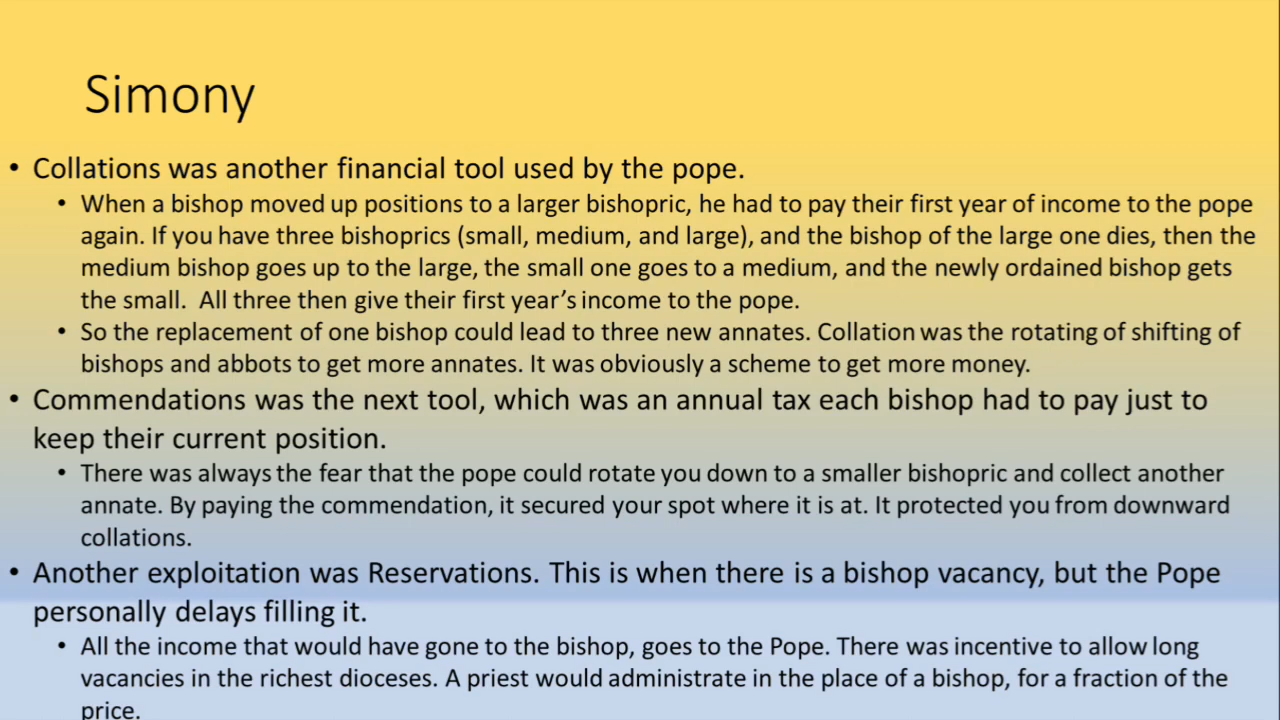 Simony
• Collations was another financial tool used by the pope.
• When a bishop moved up positions to a larger bishopric, he had to pay their first year of income to the pope
again. If you have three bishoprics (small, medium, and large), and the bishop of the large one dies, then the
medium bishop goes up to the large, the small one goes to a medium, and the newly ordained bishop gets
the small.  All three then give their first year's income to the pope.
• So the replacement of one bishop could lead to three new annates. Collation was the rotating of shifting of
bishops and abbots to get more annates. It was obviously a scheme to get more money.
• Commendations was the next tool, which was an annual tax each bishop had to pay just to
keep their current position.
• There was always the fear that the pope could rotate you down to a smaller bishopric and collect another
annate. By paying the commendation, it secured your spot where it is at. It protected you from downward
collations.
• Another exploitation was Reservations. This is when there is a bishop vacancy, but the Pope
personally delays filling it.
• All the income that would have gone to the bishop, goes to the Pope. There was incentive to allow long
vacancies in the richest dioceses. A priest would administrate in the place of a bishop, for a fraction of the
price.